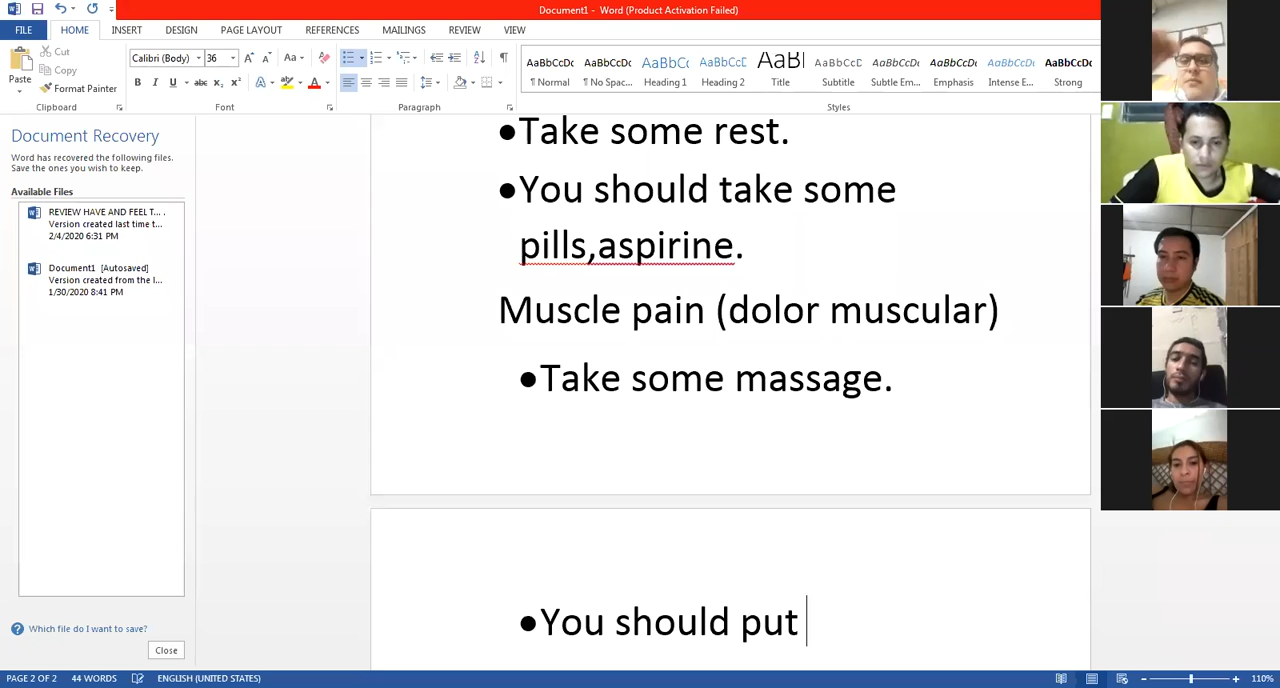 Document1 - Word (Product Activation Failed)
FILE HOME INSERT DESIGN PAGE LAYOUT REFERENCES MAILINGS REVIEW VIEW
Paste
Cut
Copy
Format Painter
Clipboard
Calibri (Body) 36
Font
Paragraph
AaBbCcDc AaBbCcDc AaBbCc AaBbCc AaBl AaBbCcDc AaBbCcDc AaBbCcDc AaBbCcDc AaBbCcDc
¶ Normal ¶ No Spac... Heading 1 Heading 2 Title Subtitle Subtle Em... Emphasis Intense E... Strong
Styles
Document Recovery
Word has recovered the following files.
Save the ones you wish to keep.
Available Files
REVIEW HAVE AND FEEL T... .
Version created last time t...
2/4/2020 6:31 PM
Document1 [Autosaved]
Version created from the l...
1/30/2020 8:41 PM
Which file do I want to save?
Close
•Take some rest.
•You should take some
pills,aspirine.
Muscle pain (dolor muscular)
•Take some massage.
•You should put
PAGE 2 OF 2 44 WORDS ENGLISH (UNITED STATES) 110%